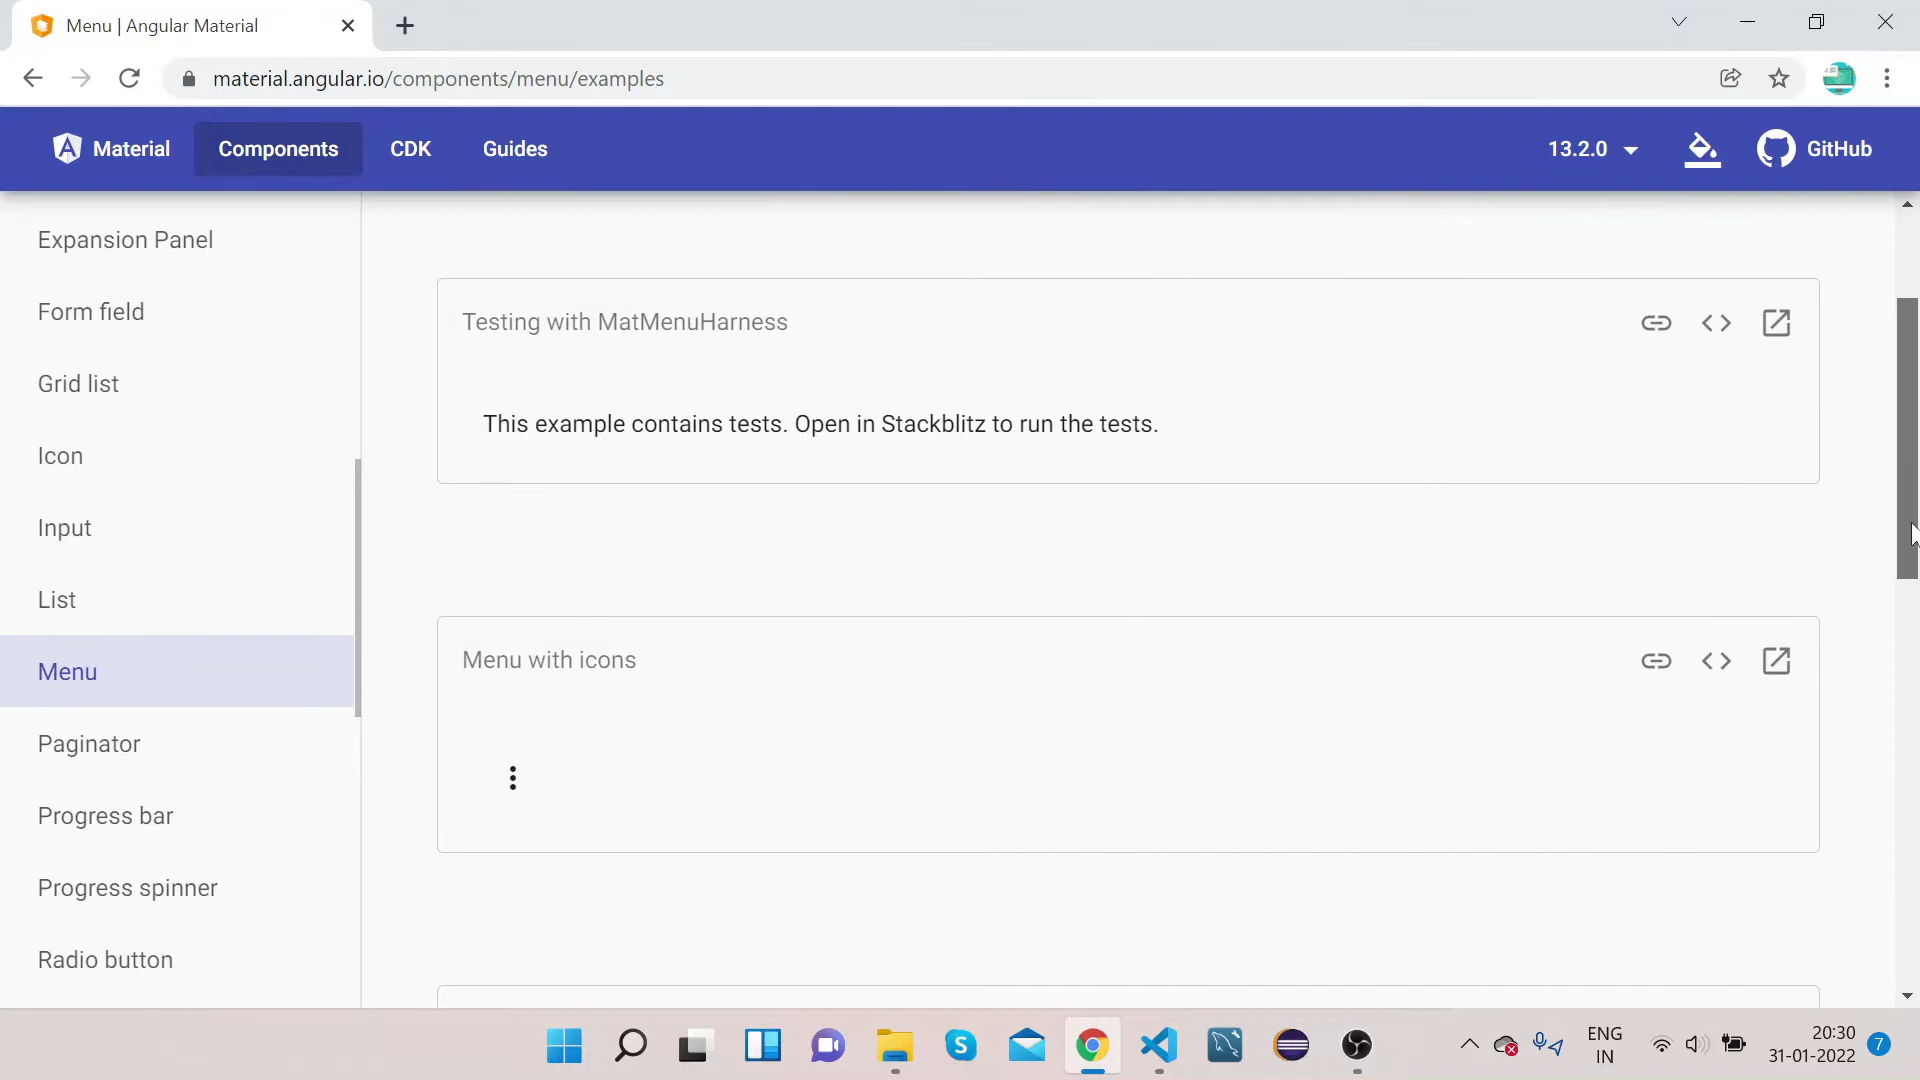 Menu | Angular Material
material.angular.io/components/menu/examples
Material Components CDK Guides 13.2.0 GitHub
Expansion Panel
Form field
Grid list
Icon
Input
List
Menu
Paginator
Progress bar
Progress spinner
Radio button
Testing with MatMenuHarness
This example contains tests. Open in Stackblitz to run the tests.
Menu with icons
ENG
IN
20:30
31-01-2022
7